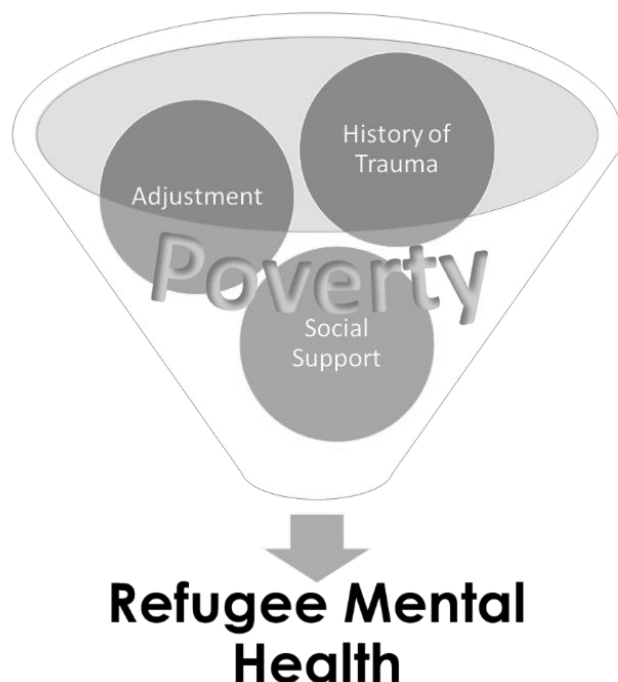 History of
Trauma
Adjustment
Poverty
Social
Support
Refugee Mental
Health